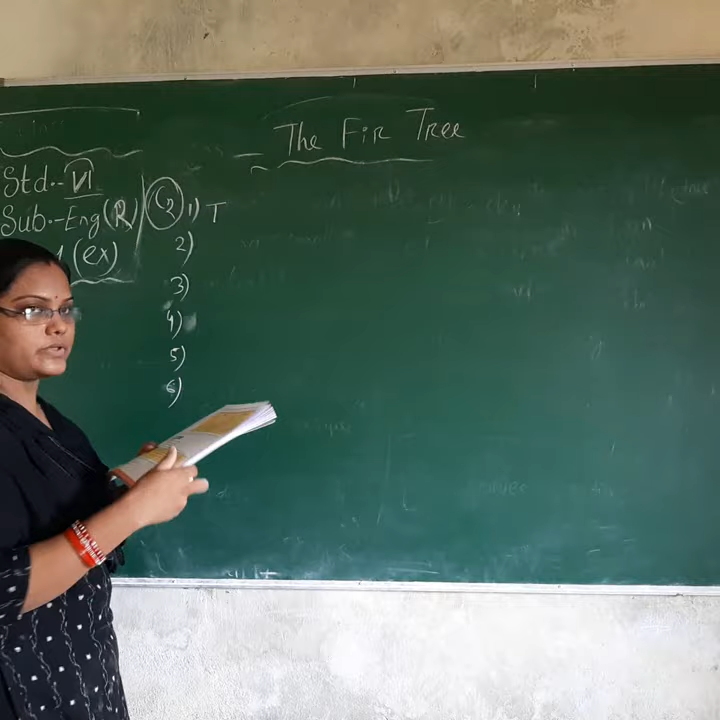 The Fir Tree
Std.- VI
Sub.- Eng (R)
(ex)
1) T
2)
3)
4)
5)
6)